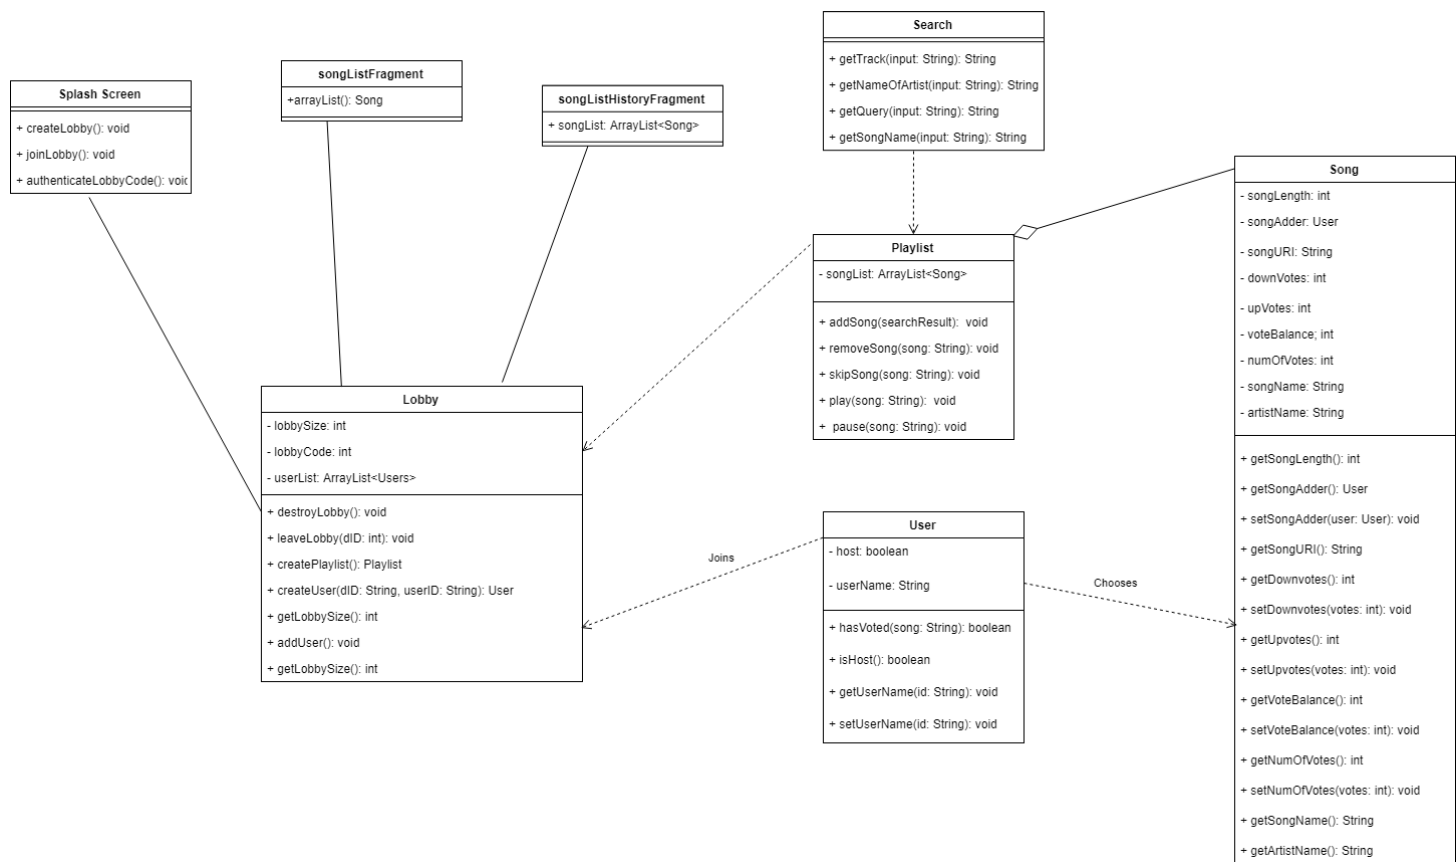 Splash Screen
+ createLobby(): void
+ joinLobby(): void
+ authenticateLobbyCode(): void
songListFragment
+arrayList(): Song
songListHistoryFragment
+ songList: ArrayList<Song>
Search
+ getTrack(input: String): String
+ getNameOfArtist(input: String): String
+ getQuery(input: String): String
+ getSongName(input: String): String
Playlist
- songList: ArrayList<Song>
+ addSong(searchResult): void
+ removeSong(song: String): void
+ skipSong(song: String): void
+ play(song: String): void
+ pause(song: String): void
Song
- songLength: int
- songAdder: User
- songURI: String
- downVotes: int
- upVotes: int
- voteBalance; int
- numOfVotes: int
- songName: String
- artistName: String
+ getSongLength(): int
+ getSongAdder(): User
+ setSongAdder(user: User): void
+ getSongURI(): String
+ getDownvotes(): int
+ setDownvotes(votes: int): void
+ getUpvotes(): int
+ setUpvotes(votes: int): void
+ getVoteBalance(): int
+ setVoteBalance(votes: int): void
+ getNumOfVotes(): int
+ setNumOfVotes(votes: int): void
+ getSongName(): String
+ getArtistName(): String
Lobby
- lobbySize: int
- lobbyCode: int
- userList: ArrayList<Users>
+ destroyLobby(): void
+ leaveLobby(dID: int): void
+ createPlaylist(): Playlist
+ createUser(dID: String, userID: String): User
+ getLobbySize(): int
+ addUser(): void
+ getLobbySize(): int
Joins
User
- host: boolean
- userName: String
+ hasVoted(song: String): boolean
+ isHost(): boolean
+ getUserName(id: String): void
+ setUserName(id: String): void
Chooses